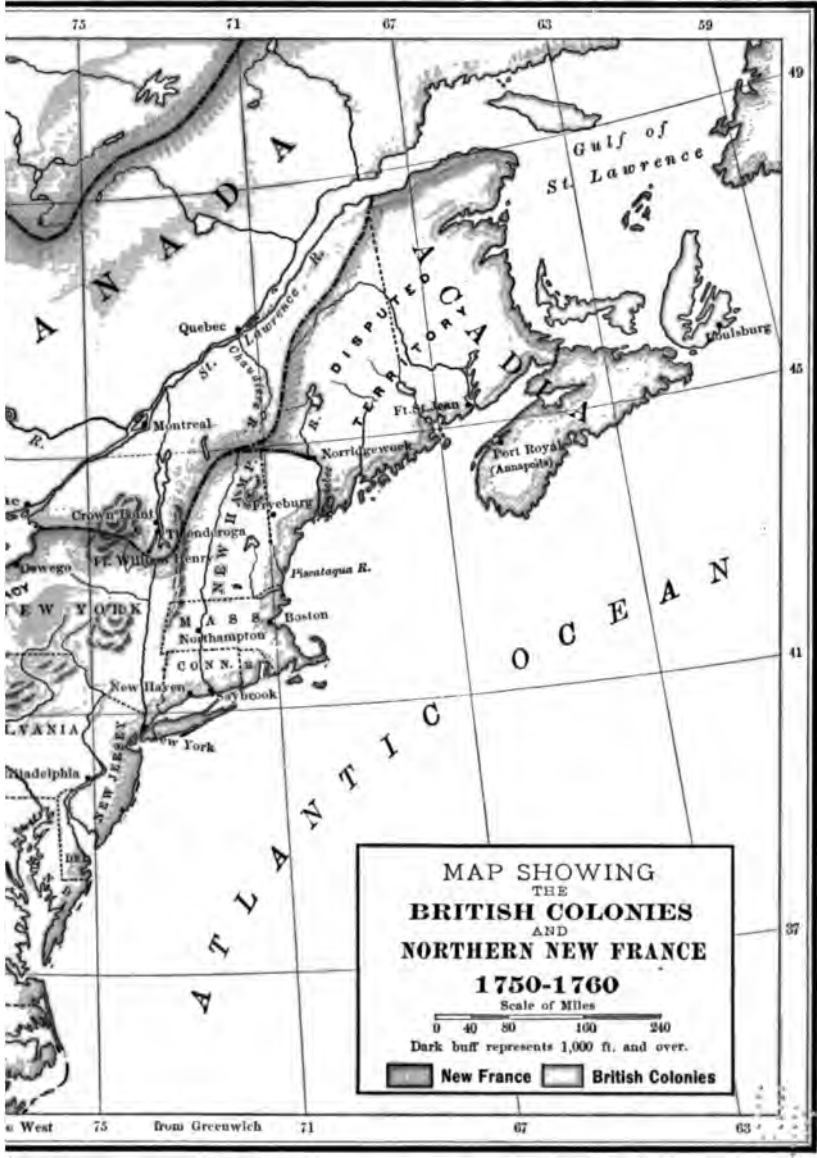 75 71 67 63 59
49
Gulf of
St. Lawrence
CANADA
ACADIA
DISPUTED
TERRITORY
Quebec
St. Lawrence R.
Chaudière R.
Louisburg
45
Montreal
R.
R.
Ft. St. Jean
Norridgewock
Port Royal
(Annapolis)
Crown Point
Fryeburg
Ticonderoga
Ft. William Henry
NEW HAMP.
Oswego
Piscataqua R.
EW YORK
MASS.
Boston
Northampton
CONN.
41
New Haven
Saybrook
LVANIA
New York
NEW JERSEY
iladelphia
DEL.
ATLANTIC OCEAN
37
MAP SHOWING
THE
BRITISH COLONIES
AND
NORTHERN NEW FRANCE
1750-1760
Scale of Miles
0 40 80 160 240
Dark buff represents 1,000 ft. and over.
New France British Colonies
West 75 from Greenwich 71 67 63